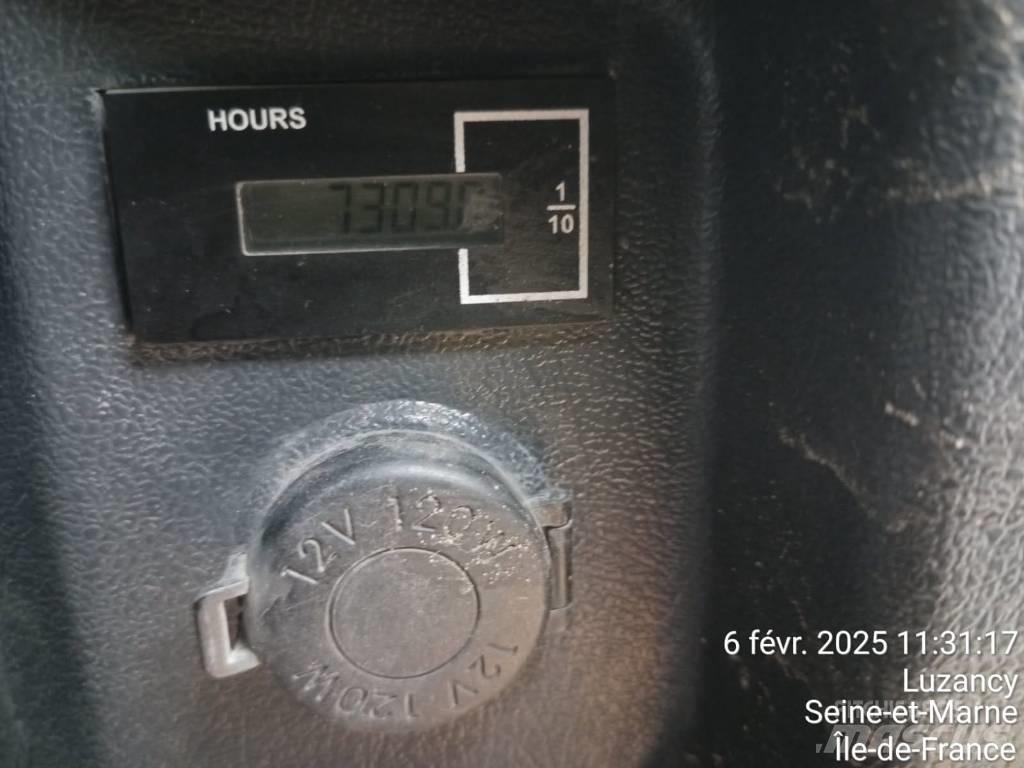 HOURS
7309
1
10
12V 120W
12V 120W
6 févr. 2025 11:31:17
Luzancy
Seine-et-Marne
Île-de-France